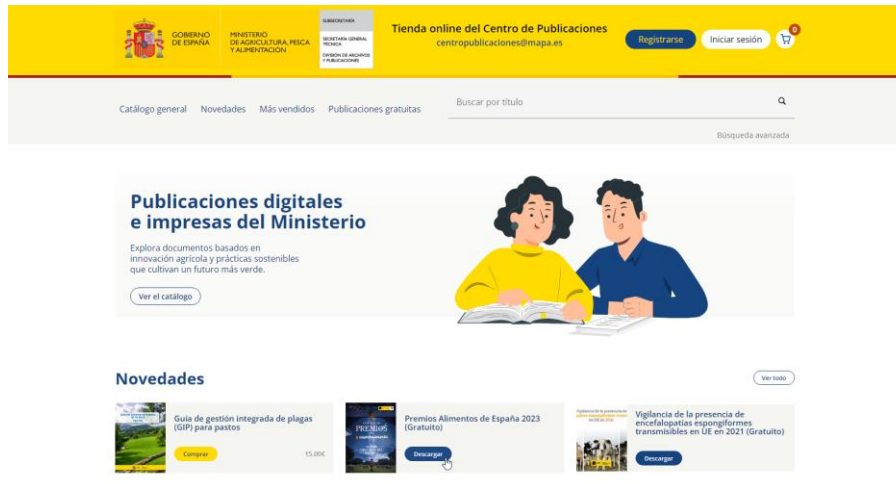 GOBIERNO
DE ESPAÑA
MINISTERIO
DE AGRICULTURA, PESCA
Y ALIMENTACIÓN
SUBSECRETARÍA
SECRETARÍA GENERAL
TÉCNICA
DIVISIÓN DE ARCHIVOS
Y PUBLICACIONES
Tienda online del Centro de Publicaciones
centropublicaciones@mapa.es
Registrarse
Iniciar sesión
0
Catálogo general Novedades Más vendidos Publicaciones gratuitas
Buscar por título
Búsqueda avanzada
Publicaciones digitales
e impresas del Ministerio
Explora documentos basados en
innovación agrícola y prácticas sostenibles
que cultivan un futuro más verde.
Ver el catálogo
Novedades
Ver todo
Guía de gestión integrada de plagas
(GIP) para pastos
Comprar
15.00€
PREMIOS
Premios Alimentos de España 2023
(Gratuito)
Descargar
Vigilancia de la presencia de
encefalopatías espongiformes
transmisibles en UE en 2021 (Gratuito)
Descargar